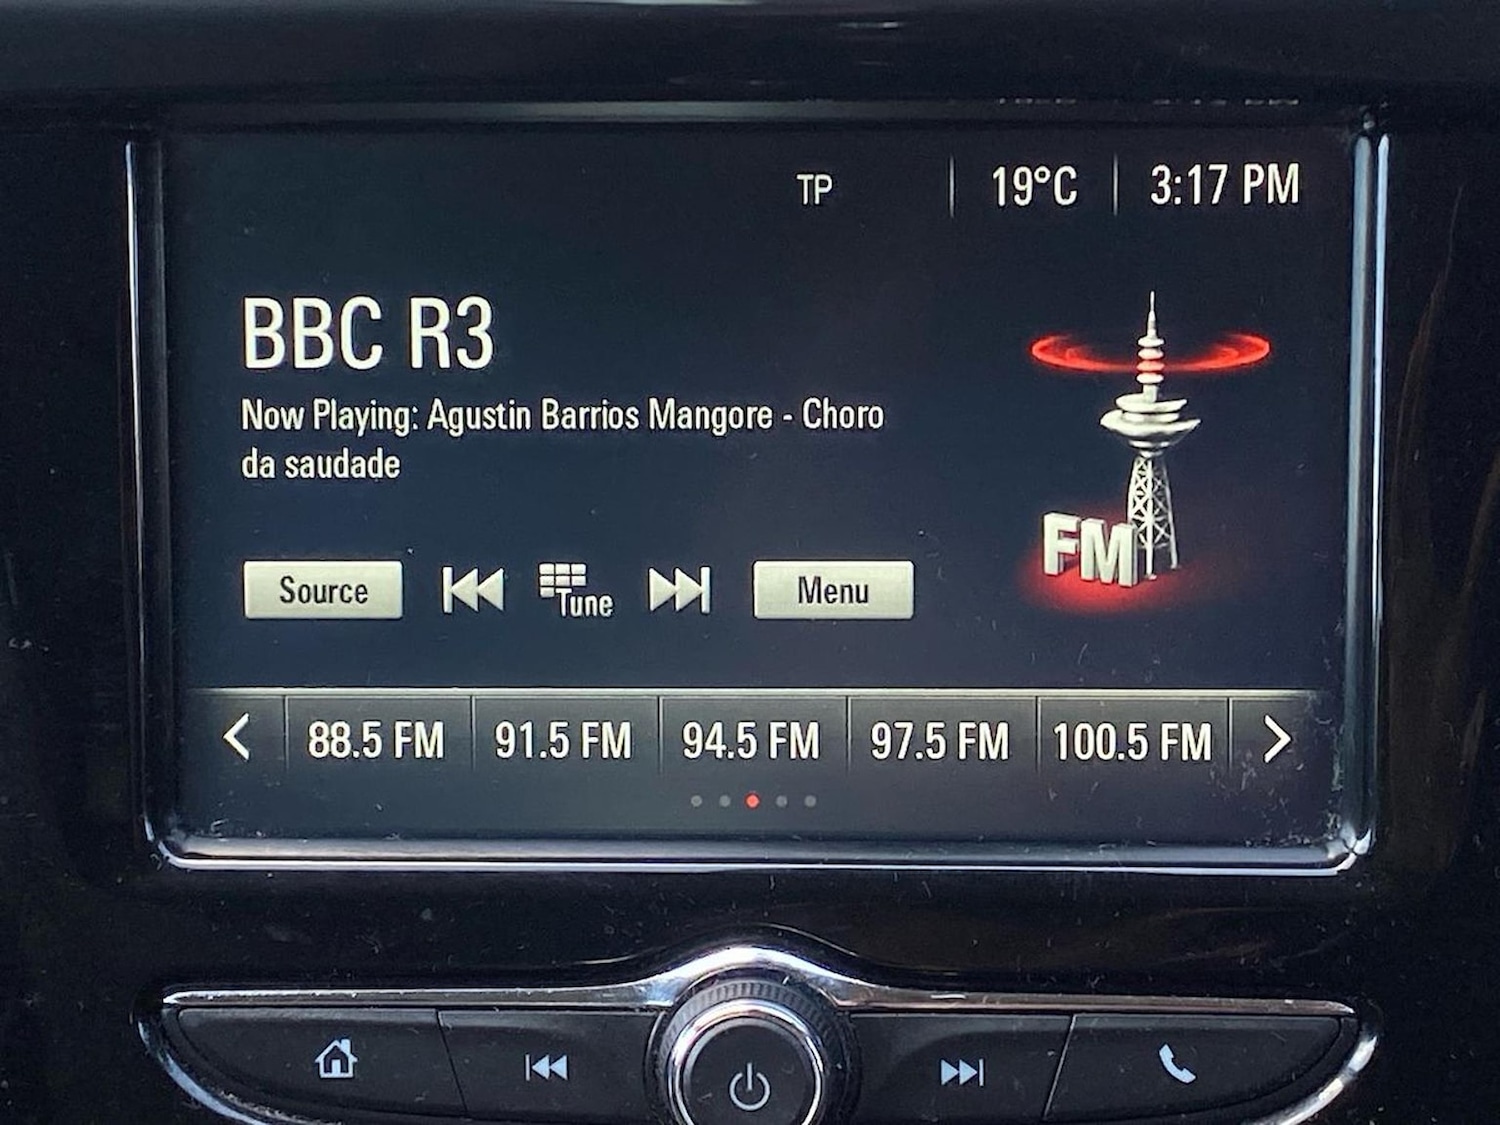 TP 19°C 3:17 PM
BBC R3
Now Playing: Agustin Barrios Mangore - Choro
da saudade
Source Tune Menu
FM
88.5 FM 91.5 FM 94.5 FM 97.5 FM 100.5 FM